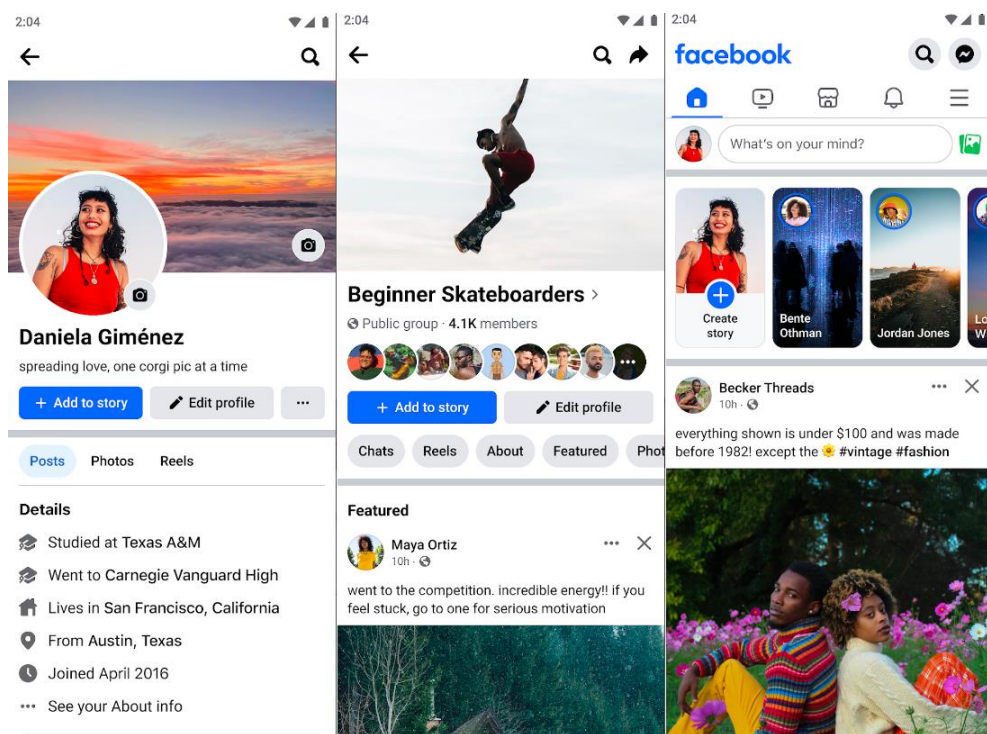 2:04
Daniela Giménez
spreading love, one corgi pic at a time
+ Add to story
Edit profile
Posts Photos Reels
Details
Studied at Texas A&M
Went to Carnegie Vanguard High
Lives in San Francisco, California
From Austin, Texas
Joined April 2016
See your About info
2:04
Beginner Skateboarders >
Public group · 4.1K members
+ Add to story
Edit profile
Chats Reels About Featured Phot
Featured
Maya Ortiz
10h ·
went to the competition. incredible energy!! if you
feel stuck, go to one for serious motivation
2:04
facebook
What's on your mind?
Create
story
Bente
Othman
Jordan Jones
Lo
W
Becker Threads
10h ·
everything shown is under $100 and was made
before 1982! except the 🌼 #vintage #fashion